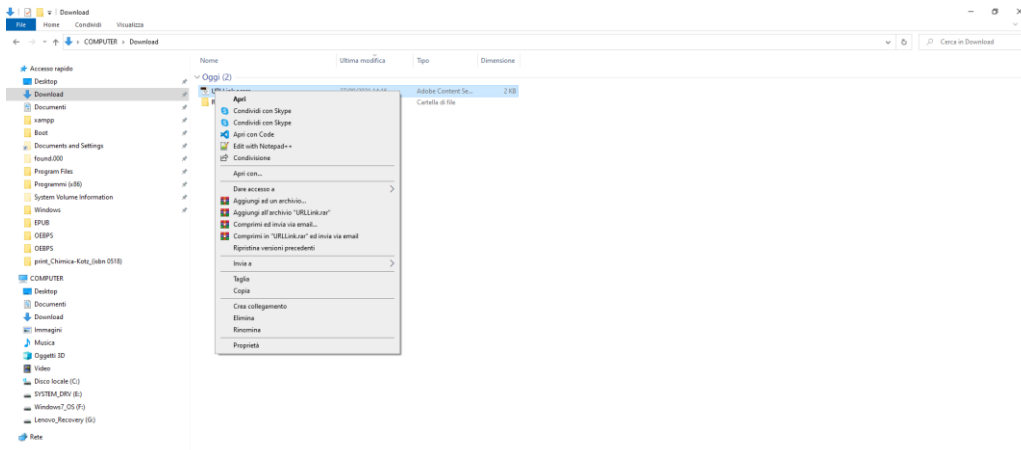 Download
File Home Condividi Visualizza
COMPUTER Download
Cerca in Download
Nome Ultima modifica Tipo Dimensione
Accesso rapido
Desktop
Download
Documenti
xampp
Boot
Documents and Settings
found.000
Program Files
Programmi (x86)
System Volume Information
Windows
EPUB
OEBPS
OEBPS
print_Chimica-Kotz_(isbn 0518)
COMPUTER
Desktop
Documenti
Download
Immagini
Musica
Oggetti 3D
Video
Disco locale (C:)
SYSTEM_DRV (E:)
Windows7_OS (F:)
Lenovo_Recovery (G:)
Rete
Oggi (2)
Adobe Content Se... 2 KB
Cartella di file
Apri
Condividi con Skype
Condividi con Skype
Apri con Code
Edit with Notepad++
Condivisione
Apri con...
Dare accesso a
Aggiungi ad un archivio...
Aggiungi all'archivio "URLLink.rar"
Comprimi ed invia via email...
Comprimi in "URLLink.rar" ed invia via email
Ripristina versioni precedenti
Invia a
Taglia
Copia
Crea collegamento
Elimina
Rinomina
Proprietà